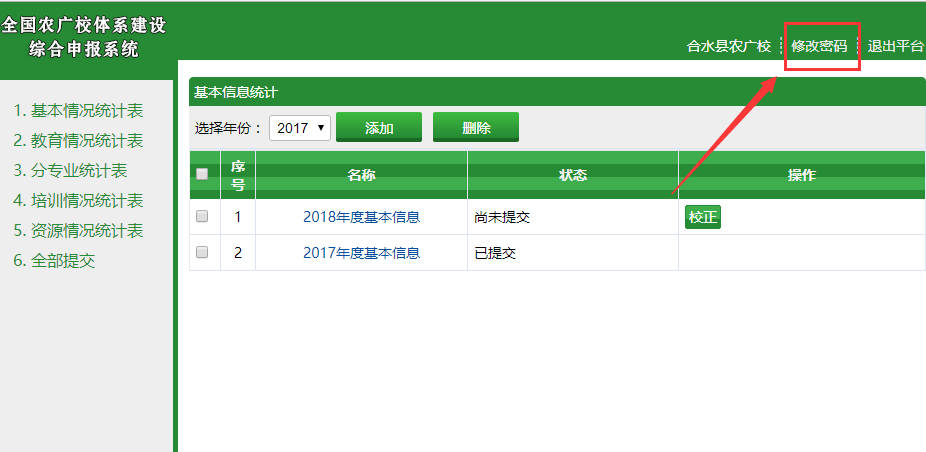 全国农广校体系建设
综合申报系统
合水县农广校 修改密码 退出平台
1. 基本情况统计表
2. 教育情况统计表
3. 分专业统计表
4. 培训情况统计表
5. 资源情况统计表
6. 全部提交
基本信息统计
选择年份： 2017 添加 删除
序号 名称 状态 操作
1 2018年度基本信息 尚未提交 校正
2 2017年度基本信息 已提交